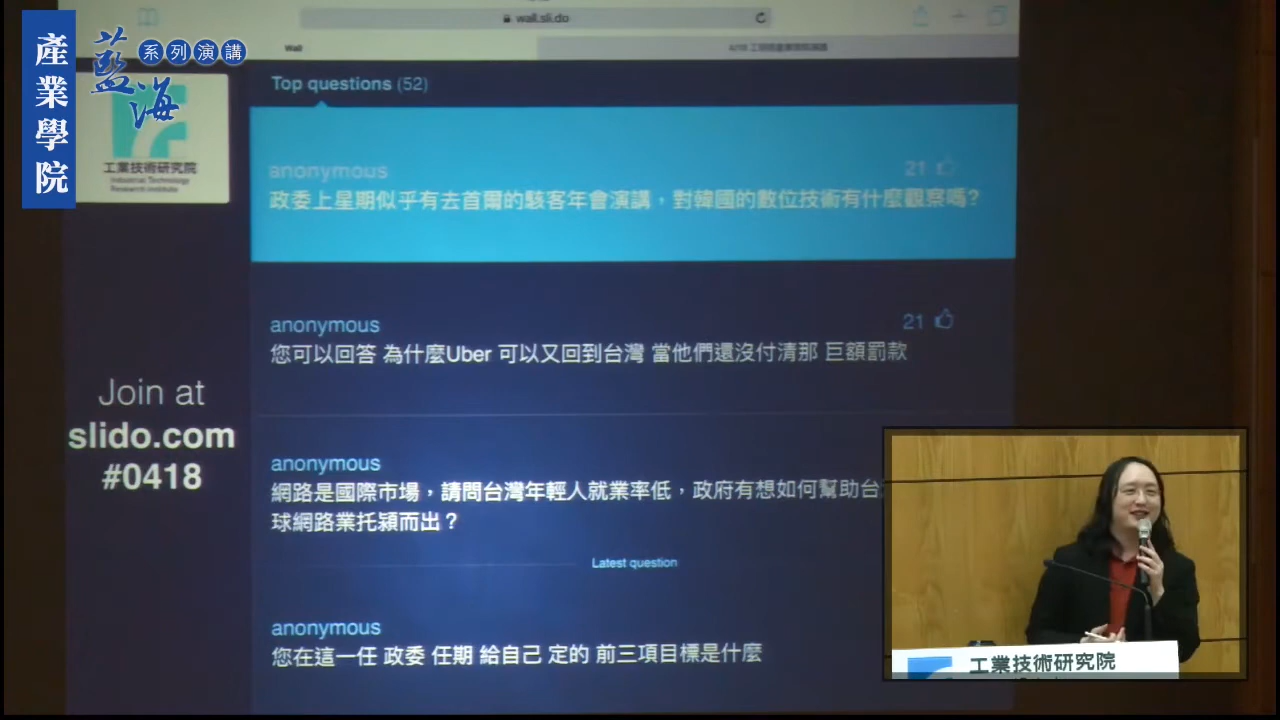 產業學院
藍海
系列演講
wall.sli.do
Wall
工業技術研究院
Industrial Technology
Research Institute
Top questions (52)
anonymous
21
政委上星期似乎有去首爾的駭客年會演講，對韓國的數位技術有什麼觀察嗎?
anonymous
21
您可以回答 為什麼Uber 可以又回到台灣 當他們還沒付清那 巨額罰款
anonymous
網路是國際市場，請問台灣年輕人就業率低，政府有想如何幫助台
球網路業托穎而出？
Latest question
anonymous
您在這一任 政委 任期 給自己 定的 前三項目標是什麼
Join at
slido.com
#0418
工業技術研究院